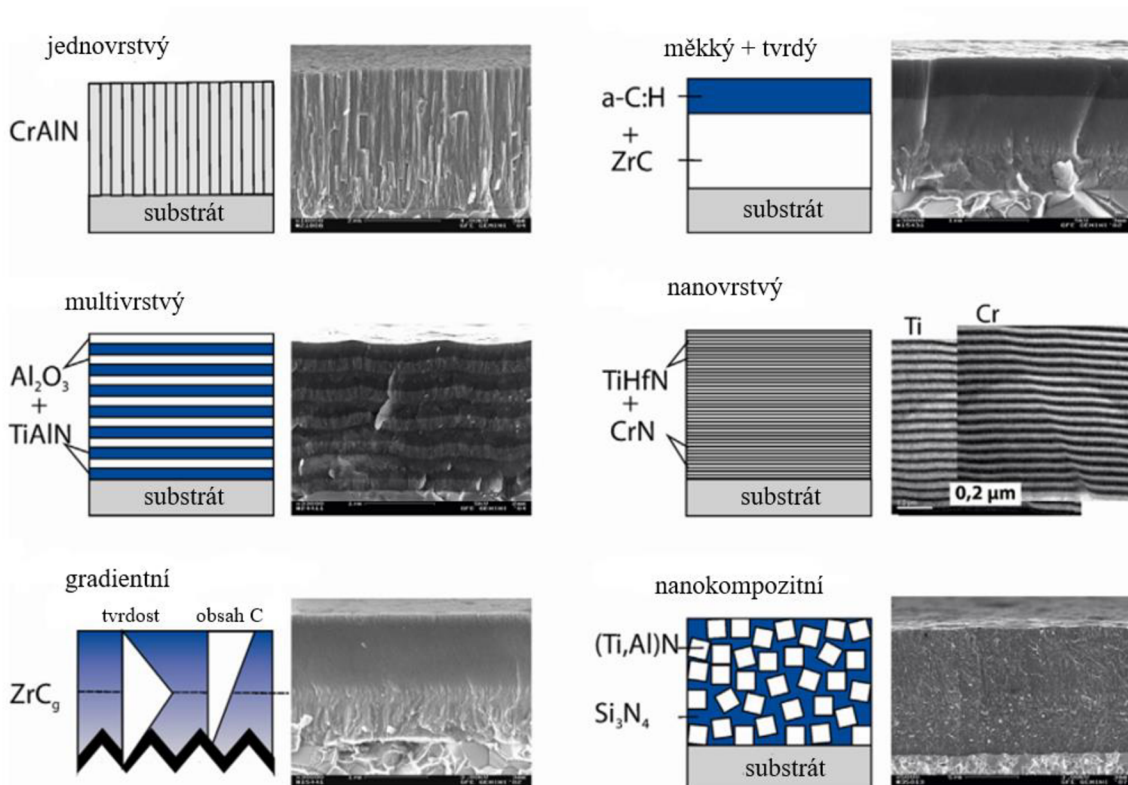 jednovrstvý
CrAlN
substrát
měkký + tvrdý
a-C:H
+
ZrC
substrát
multivrstvý
Al₂O₃
+
TiAlN
substrát
nanovrstvý
TiHfN
+
CrN
substrát
Ti
Cr
0,2 µm
gradientní
tvrdost
obsah C
ZrCg
nanokompozitní
(Ti,Al)N
Si₃N₄
substrát